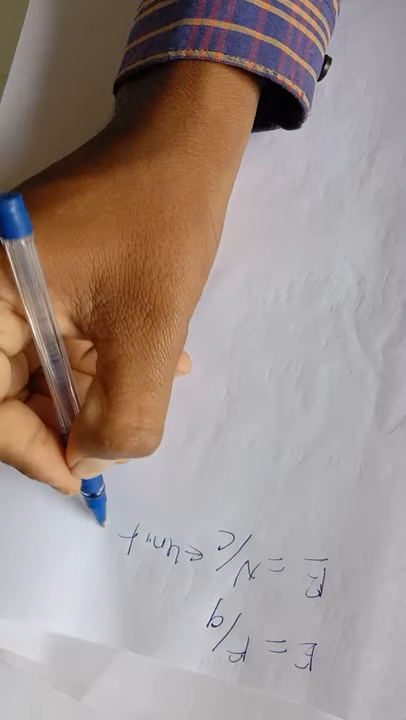 E = F/q
E = N/C ← unit